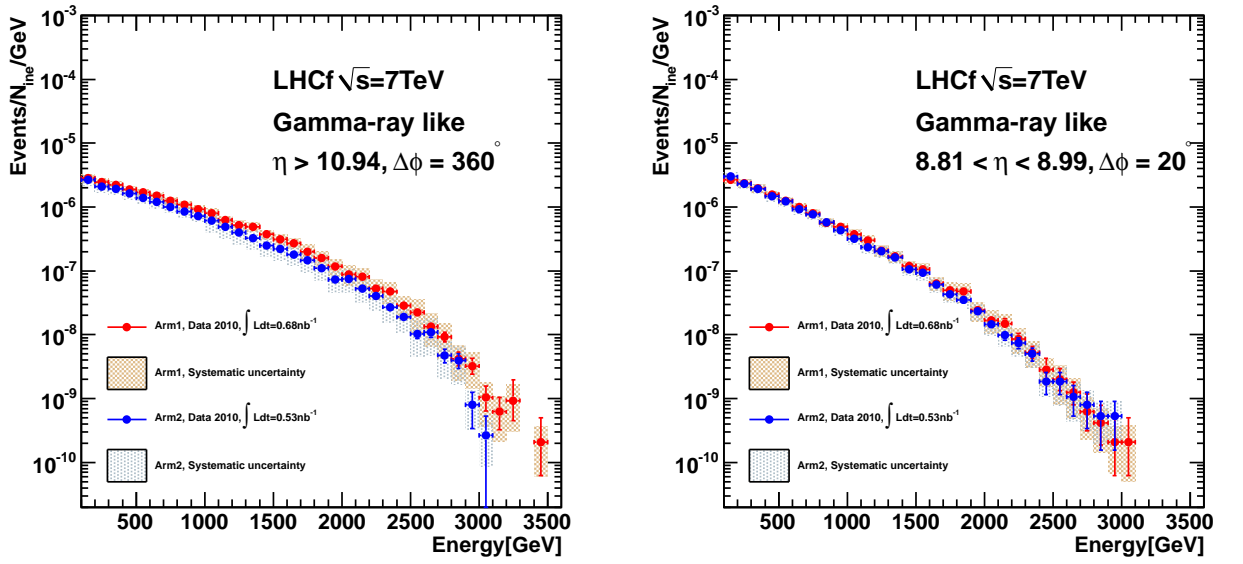 Events/N_ine/GeV
10⁻³
10⁻⁴
10⁻⁵
10⁻⁶
10⁻⁷
10⁻⁸
10⁻⁹
10⁻¹⁰
LHCf √s=7TeV
Gamma-ray like
η > 10.94, Δϕ = 360°
Arm1, Data 2010, ∫ Ldt=0.68nb⁻¹
Arm1, Systematic uncertainty
Arm2, Data 2010, ∫ Ldt=0.53nb⁻¹
Arm2, Systematic uncertainty
500 1000 1500 2000 2500 3000 3500
Energy[GeV]
Events/N_ine/GeV
10⁻³
10⁻⁴
10⁻⁵
10⁻⁶
10⁻⁷
10⁻⁸
10⁻⁹
10⁻¹⁰
LHCf √s=7TeV
Gamma-ray like
8.81 < η < 8.99, Δϕ = 20°
Arm1, Data 2010, ∫ Ldt=0.68nb⁻¹
Arm1, Systematic uncertainty
Arm2, Data 2010, ∫ Ldt=0.53nb⁻¹
Arm2, Systematic uncertainty
500 1000 1500 2000 2500 3000 3500
Energy[GeV]